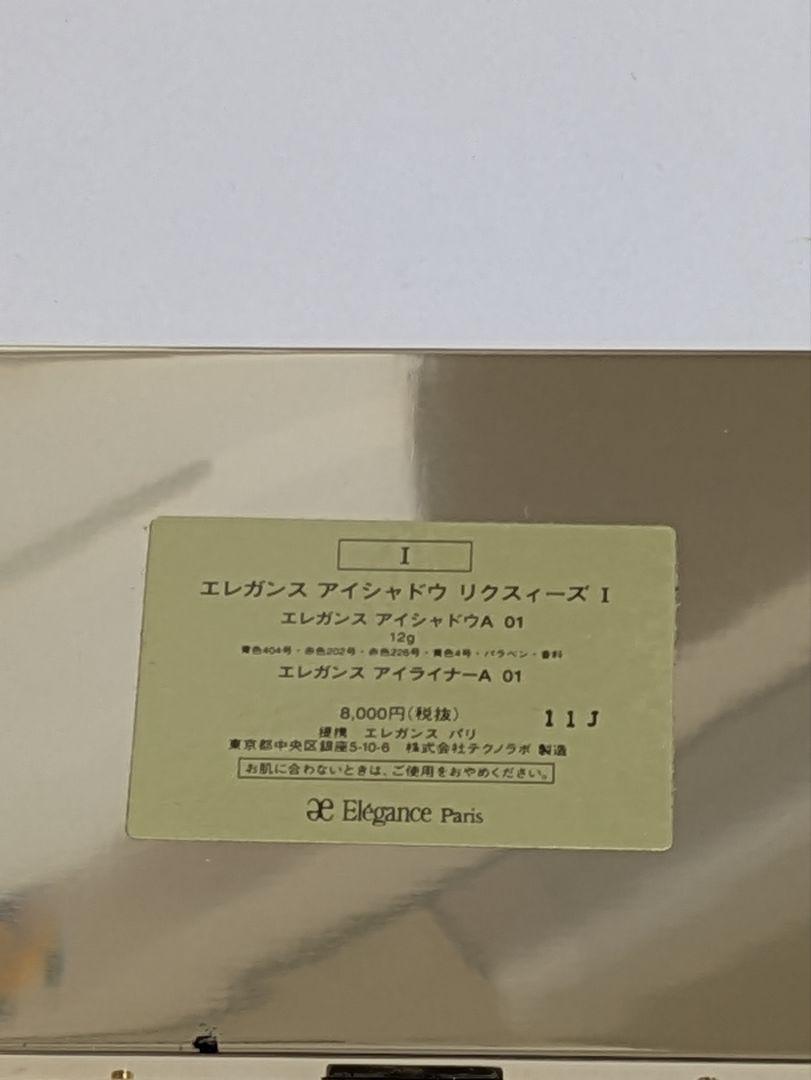 I
エレガンス アイシャドウ リクスィーズ I
エレガンス アイシャドウA 01
12g
青色404号・赤色202号・赤色226号・黄色4号・パラベン・香料
エレガンス アイライナーA 01
8,000円(税抜)
11J
提携 エレガンス パリ
東京都中央区銀座5-10-6 株式会社テクノラボ 製造
お肌に合わないときは、ご使用をおやめください。
æ Elégance Paris